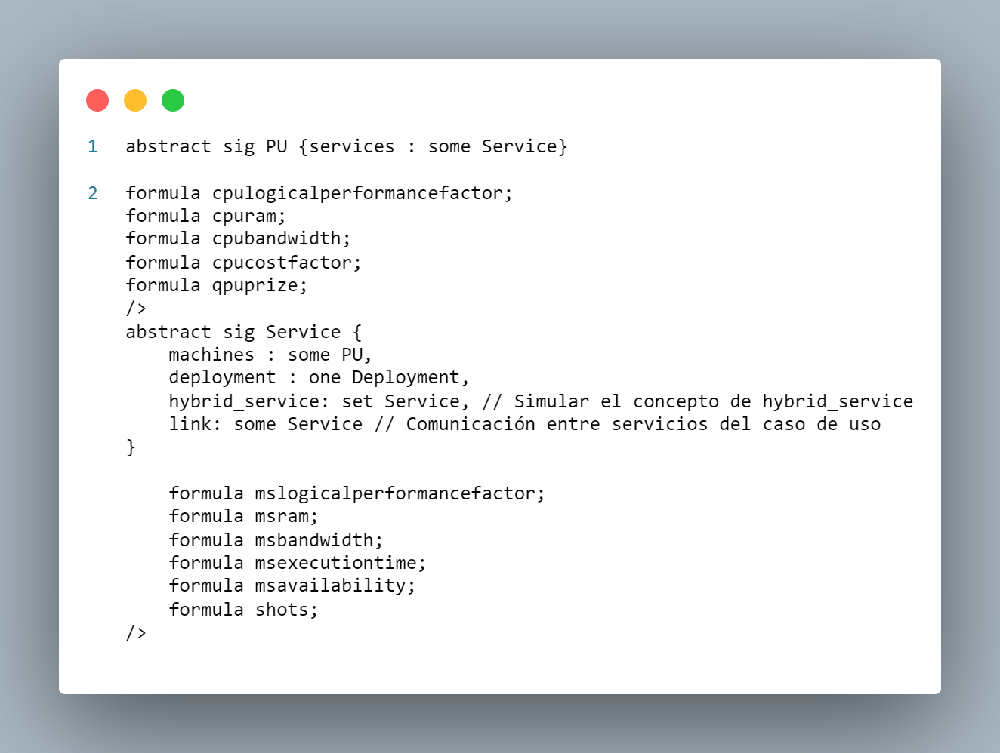 1 abstract sig PU {services : some Service}
2 formula cpulogicalperformancefactor;
formula cpuram;
formula cpubandwidth;
formula cpucostfactor;
formula qpuprize;
/>
abstract sig Service {
machines : some PU,
deployment : one Deployment,
hybrid_service: set Service, // Simular el concepto de hybrid_service
link: some Service // Comunicación entre servicios del caso de uso
}
formula mslogicalperformancefactor;
formula msram;
formula msbandwidth;
formula msexecutiontime;
formula msavailability;
formula shots;
/>